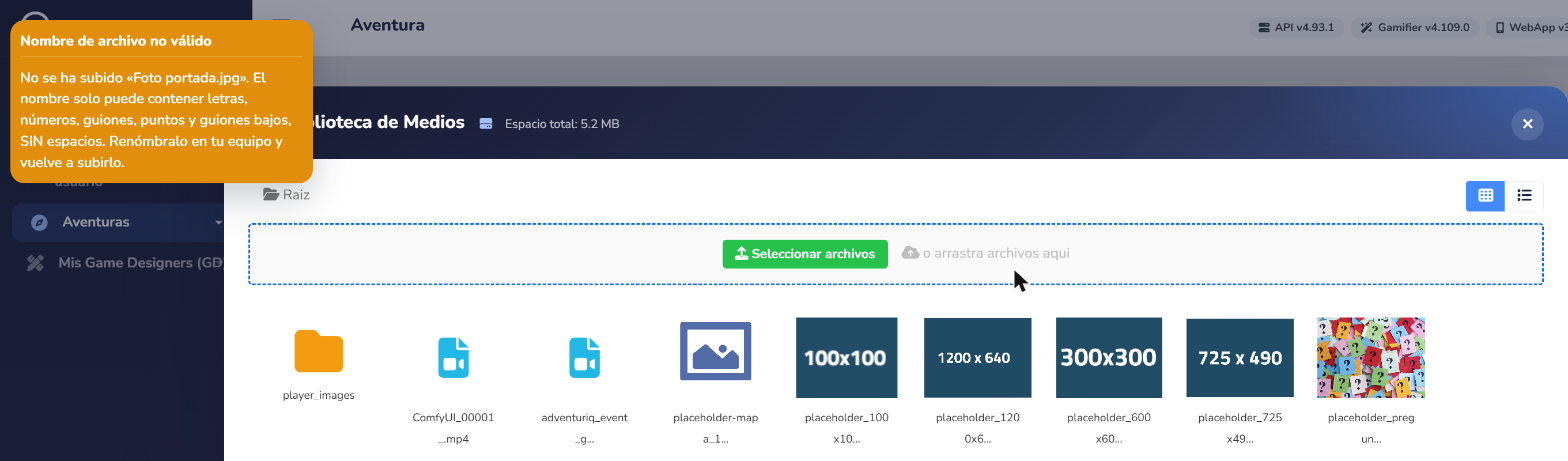 Aventura
API v4.93.1
Gamifier v4.109.0
WebApp v3
Nombre de archivo no válido
No se ha subido «Foto portada.jpg». El
nombre solo puede contener letras,
números, guiones, puntos y guiones bajos,
SIN espacios. Renómbralo en tu equipo y
vuelve a subirlo.
blioteca de Medios
Espacio total: 5.2 MB
usuario
Aventuras
Mis Game Designers (GD)
Raiz
Seleccionar archivos
o arrastra archivos aqui
100x100
1200 x 640
300x300
725 x 490
player_images
ComfyUI_00001
_.mp4
adventuriq_event
_g...
placeholder-map
a_1...
placeholder_100
x10...
placeholder_120
0x6...
placeholder_600
x60...
placeholder_725
x49...
placeholder_preg
un...